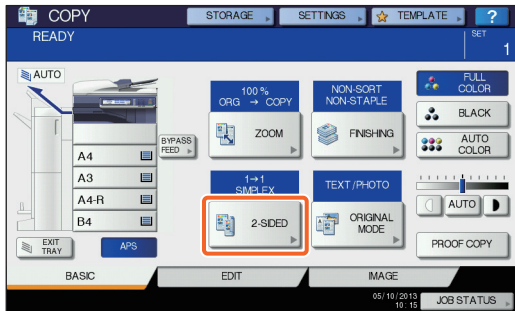 COPY
STORAGE
SETTINGS
TEMPLATE
?
READY
SET
1
AUTO
A4
A3
A4-R
B4
BYPASS
FEED
EXIT
TRAY
APS
100 %
ORG → COPY
ZOOM
NON-SORT
NON-STAPLE
FINISHING
1→1
SIMPLEX
2-SIDED
TEXT/PHOTO
ORIGINAL
MODE
FULL
COLOR
BLACK
AUTO
COLOR
AUTO
PROOF COPY
BASIC
EDIT
IMAGE
05/10/2013
10:15
JOB STATUS